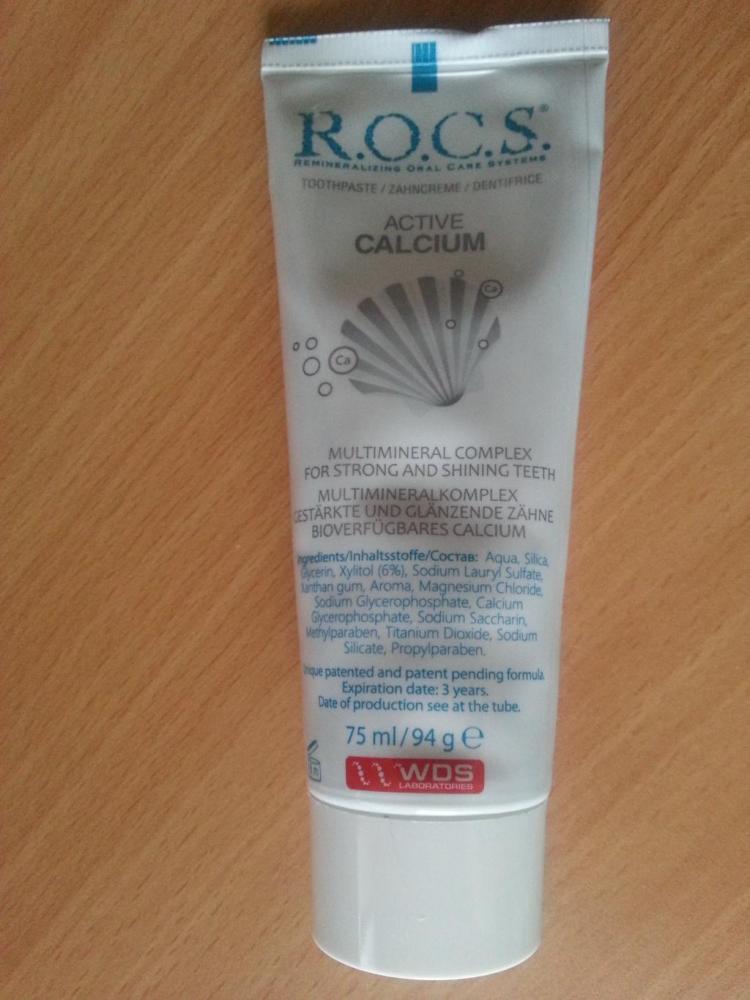 R.O.C.S.®
REMINERALIZING ORAL CARE SYSTEMS
TOOTHPASTE / ZAHNCREME / DENTIFRICE
ACTIVE
CALCIUM
Ca
Ca
MULTIMINERAL COMPLEX
FOR STRONG AND SHINING TEETH
MULTIMINERALKOMPLEX
GESTÄRKTE UND GLÄNZENDE ZÄHNE
BIOVERFÜGBARES CALCIUM
Ingredients/Inhaltsstoffe/Состав: Aqua, Silica,
Glycerin, Xylitol (6%), Sodium Lauryl Sulfate,
Xanthan gum, Aroma, Magnesium Chloride,
Sodium Glycerophosphate, Calcium
Glycerophosphate, Sodium Saccharin,
Methylparaben, Titanium Dioxide, Sodium
Silicate, Propylparaben.
Unique patented and patent pending formula.
Expiration date: 3 years.
Date of production see at the tube.
75 ml/94 g ℮
WDS
LABORATORIES